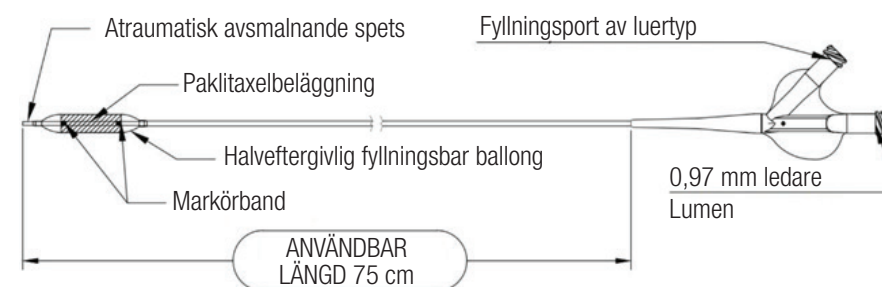 Atraumatisk avsmalnande spets
Fyllningsport av luertyp
Paklitaxelbeläggning
Halveftergivlig fyllningsbar ballong
Markörband
0,97 mm ledare
Lumen
ANVÄNDBAR
LÄNGD 75 cm